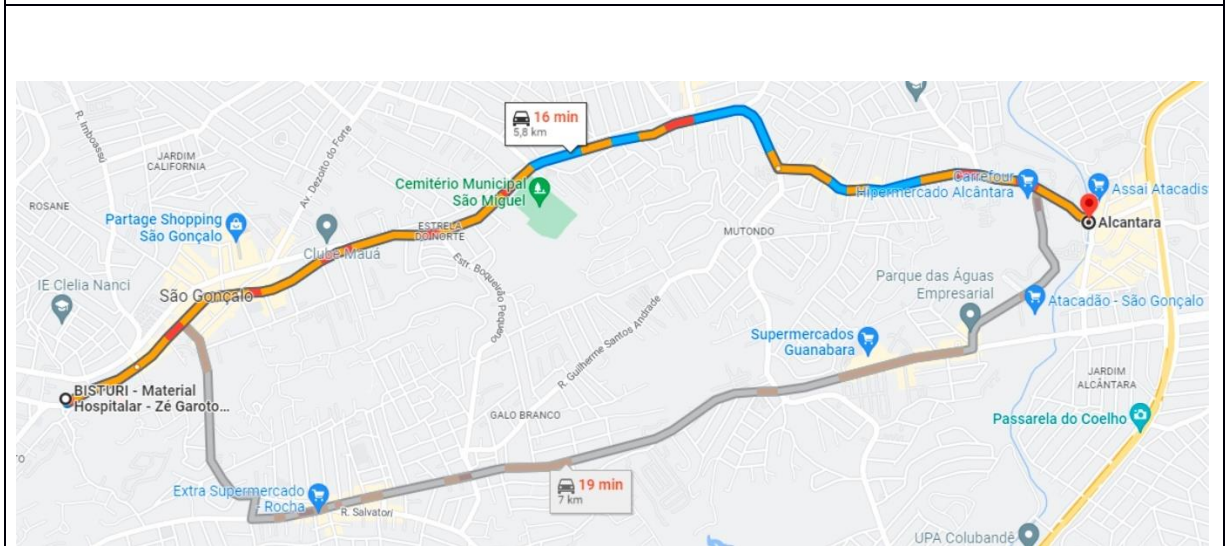 R. Imboassú
JARDIM
CALIFORNIA
Av. Dezoito do Forte
16 min
5,8 km
ROSANE
Cemitério Municipal
São Miguel
Carrefour
Hipermercado Alcântara
Assai Atacadis
Alcantara
Partage Shopping
São Gonçalo
Clube Mauá
ESTRELA
DO NORTE
MUTONDO
IE Clelia Nanci
São Gonçalo
Estr. Boqueirão Pequeno
Parque das Águas
Empresarial
Atacadão - São Gonçalo
R. Guilherme Santos Andrade
Supermercados
Guanabara
BISTURI - Material
Hospitalar - Zé Garoto...
JARDIM
ALCÂNTARA
GALO BRANCO
Passarela do Coelho
TO
19 min
7 km
Extra Supermercado
- Rocha
R. Salvatori
UPA Colubandê